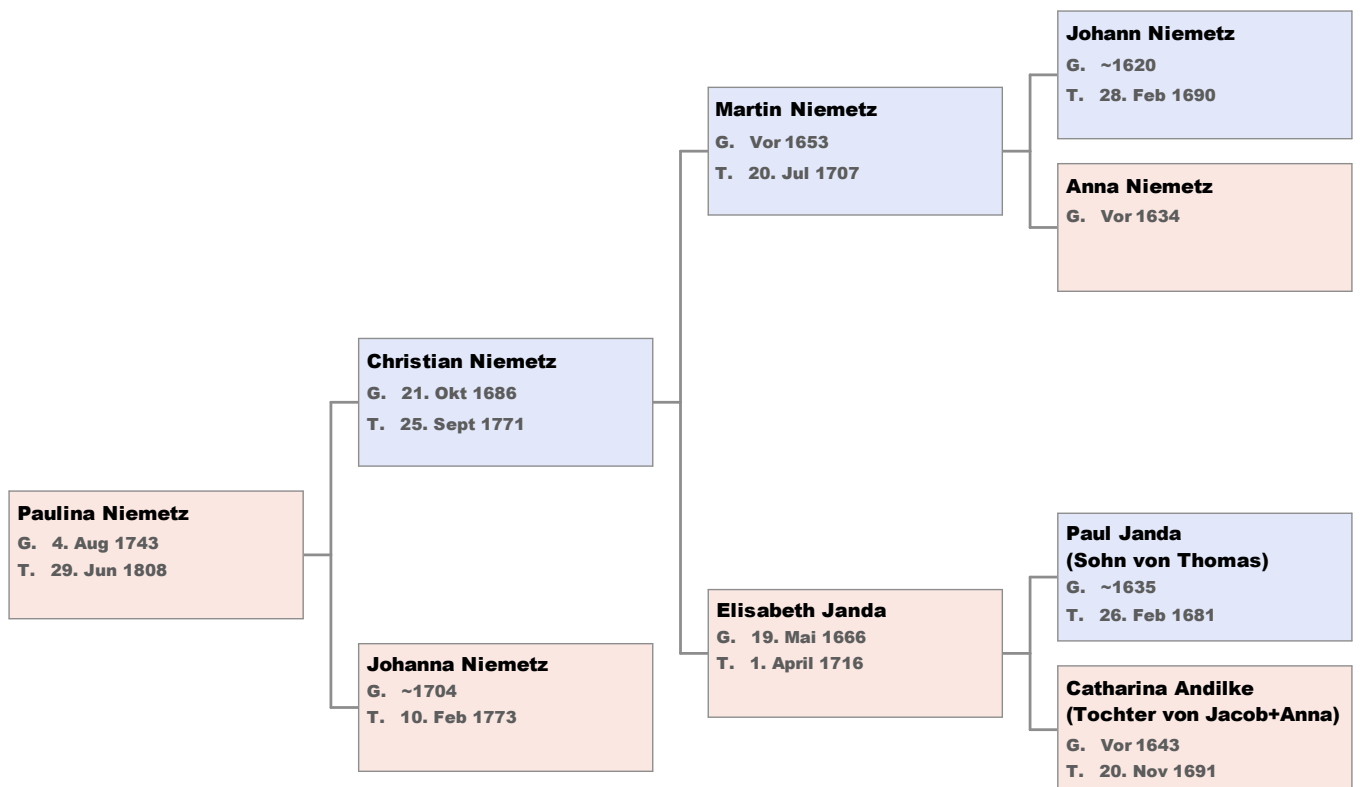 Johann Niemetz
G. ~1620
T. 28. Feb 1690
Martin Niemetz
G. Vor 1653
T. 20. Jul 1707
Anna Niemetz
G. Vor 1634
Christian Niemetz
G. 21. Okt 1686
T. 25. Sept 1771
Paulina Niemetz
G. 4. Aug 1743
T. 29. Jun 1808
Paul Janda
(Sohn von Thomas)
G. ~1635
T. 26. Feb 1681
Elisabeth Janda
G. 19. Mai 1666
T. 1. April 1716
Johanna Niemetz
G. ~1704
T. 10. Feb 1773
Catharina Andilke
(Tochter von Jacob+Anna)
G. Vor 1643
T. 20. Nov 1691